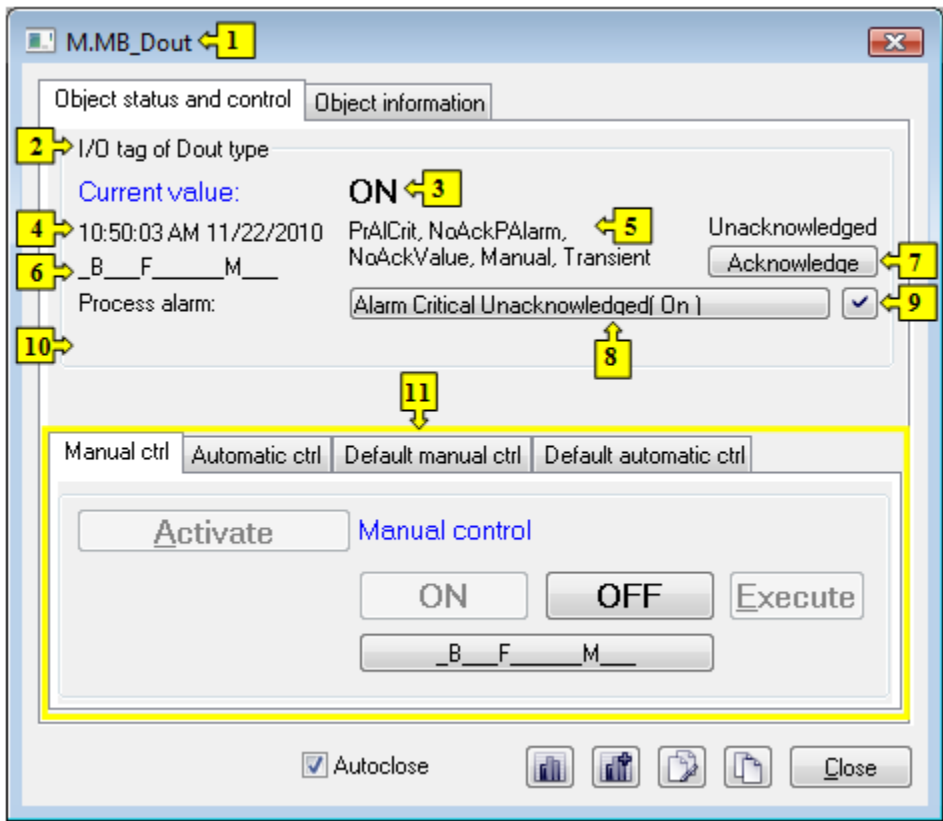 M.MB_Dout 1
Object status and control Object information
2 I/O tag of Dout type
Current value: ON 3
4 10:50:03 AM 11/22/2010 PrAlCrit, NoAckPAlarm, 5 Unacknowledged
6 _B___F______M___ NoAckValue, Manual, Transient Acknowledge 7
Process alarm: Alarm Critical Unacknowledged( On ) 9
10 8
11
Manual ctrl Automatic ctrl Default manual ctrl Default automatic ctrl
Activate Manual control
ON OFF Execute
_B___F______M___
Autoclose Close